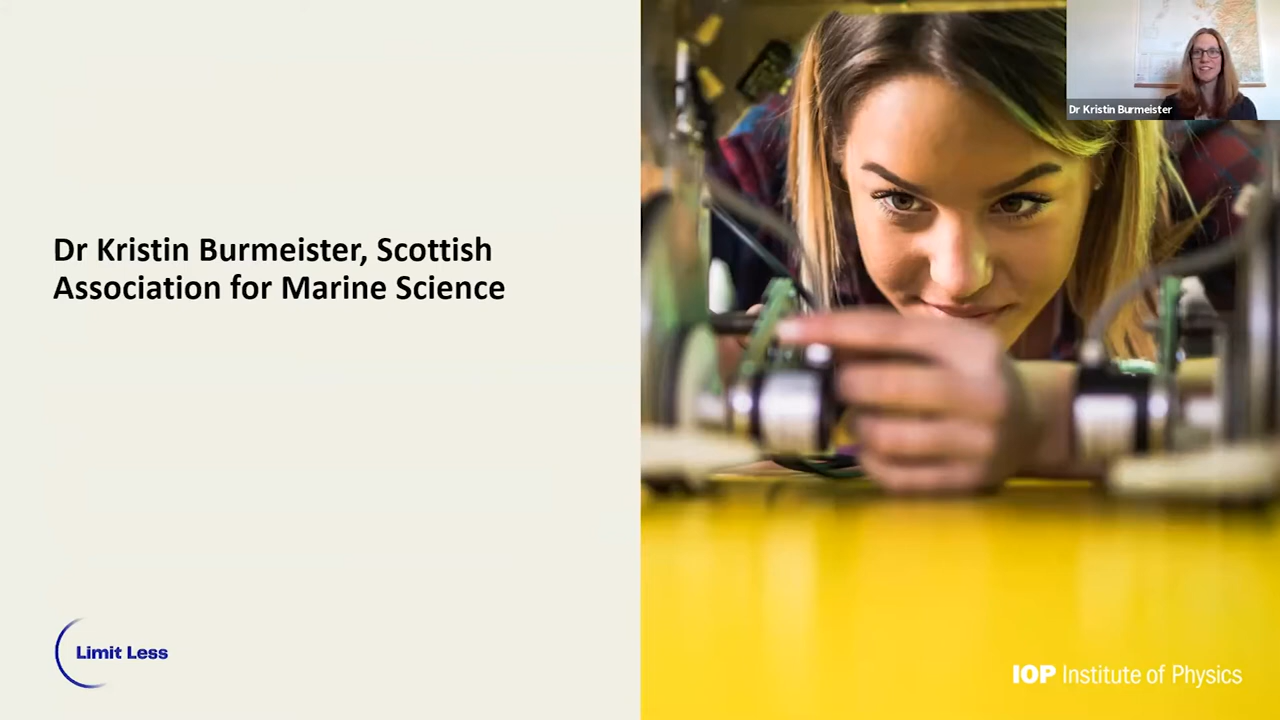 Dr Kristin Burmeister
Dr Kristin Burmeister, Scottish
Association for Marine Science
Limit Less
IOP Institute of Physics